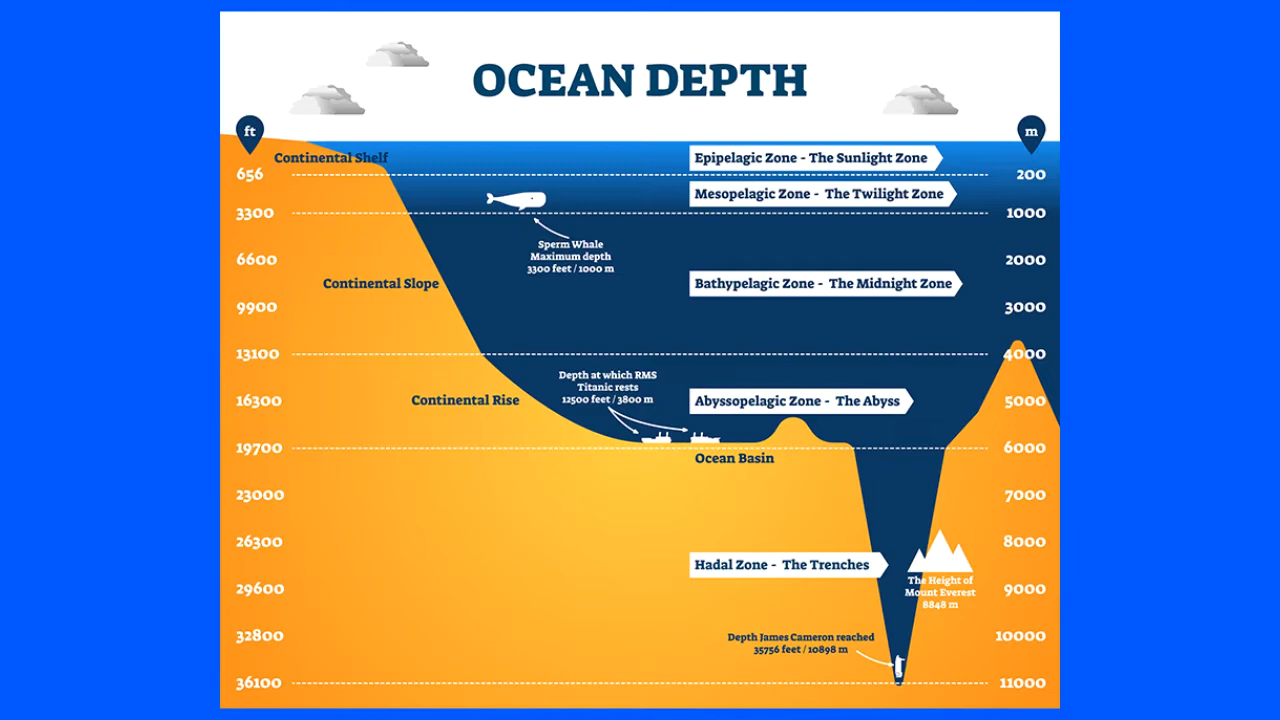 OCEAN DEPTH
ft
m
Continental Shelf
Epipelagic Zone - The Sunlight Zone
656
200
Mesopelagic Zone - The Twilight Zone
3300
1000
Sperm Whale
Maximum depth
3300 feet / 1000 m
6600
2000
Continental Slope
Bathypelagic Zone - The Midnight Zone
9900
3000
13100
4000
Depth at which RMS
Titanic rests
12500 feet / 3800 m
Continental Rise
Abyssopelagic Zone - The Abyss
16300
5000
19700
6000
Ocean Basin
23000
7000
26300
8000
Hadal Zone - The Trenches
The Height of
Mount Everest
8848 m
29600
9000
32800
10000
Depth James Cameron reached
35756 feet / 10898 m
36100
11000